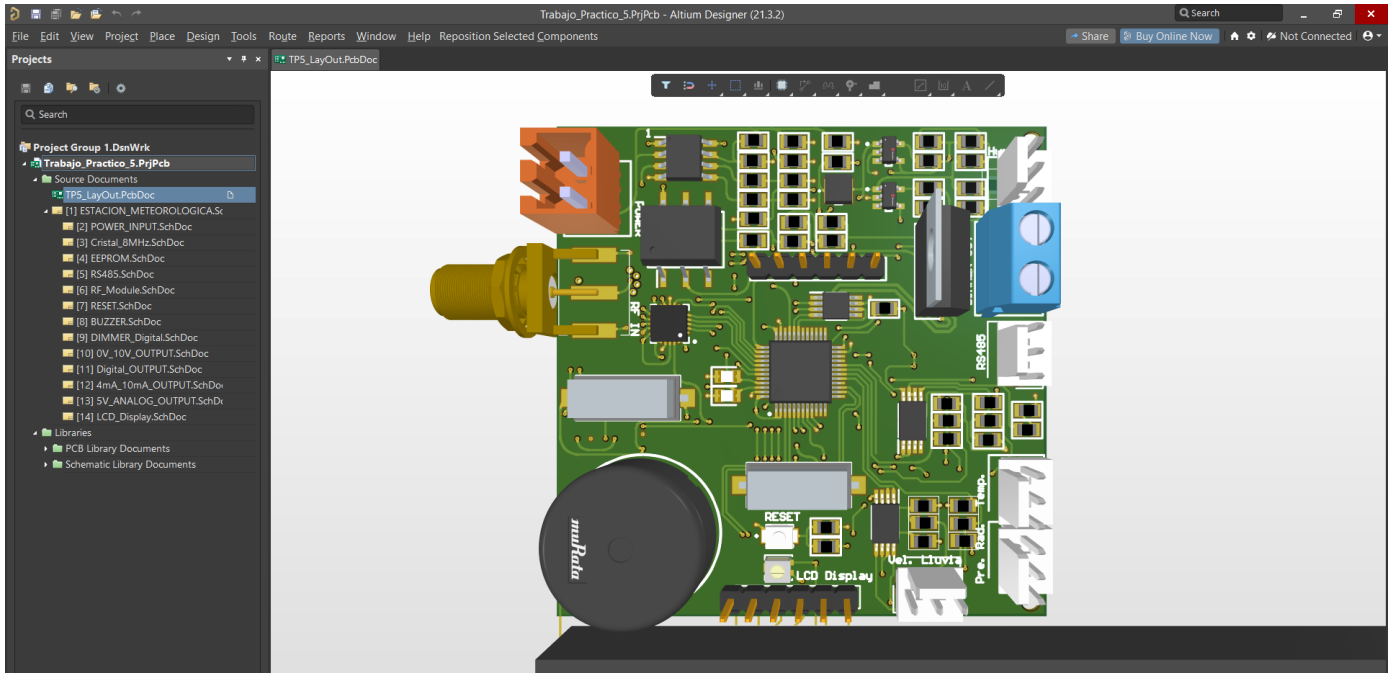 Trabajo_Practico_5.PrjPcb - Altium Designer (21.3.2)
Search
File Edit View Project Place Design Tools Route Reports Window Help Reposition Selected Components
Share
Buy Online Now
Not Connected
Projects
TP5_LayOut.PcbDoc
Search
Project Group 1.DsnWrk
Trabajo_Practico_5.PrjPcb
Source Documents
TP5_LayOut.PcbDoc
[1] ESTACION_METEOROLOGICA.Sc
[2] POWER_INPUT.SchDoc
[3] Cristal_8MHz.SchDoc
[4] EEPROM.SchDoc
[5] RS485.SchDoc
[6] RF_Module.SchDoc
[7] RESET.SchDoc
[8] BUZZER.SchDoc
[9] DIMMER_Digital.SchDoc
[10] 0V_10V_OUTPUT.SchDoc
[11] Digital_OUTPUT.SchDoc
[12] 4mA_10mA_OUTPUT.SchDo
[13] 5V_ANALOG_OUTPUT.SchD
[14] LCD_Display.SchDoc
Libraries
PCB Library Documents
Schematic Library Documents
1
RF IN
RS485
Temp.
Pre. Rad.
RESET
Vel. Lluvia
LCD Display
muRata